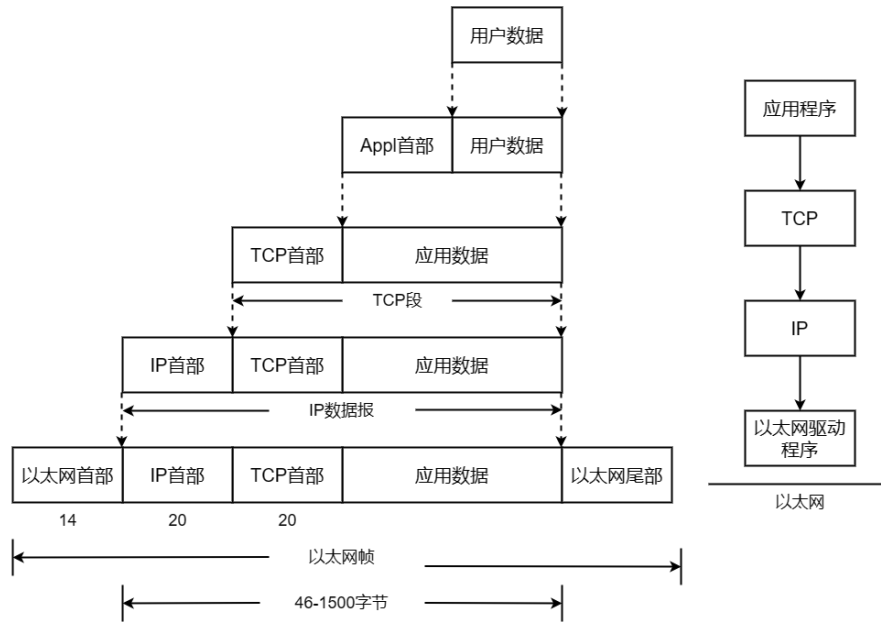 用户数据
Appl首部 用户数据
应用程序
TCP首部 应用数据
TCP
TCP段
IP首部 TCP首部 应用数据
IP
IP数据报
以太网首部 IP首部 TCP首部 应用数据 以太网尾部
以太网驱动
程序
14 20 20
以太网
以太网帧
46-1500字节